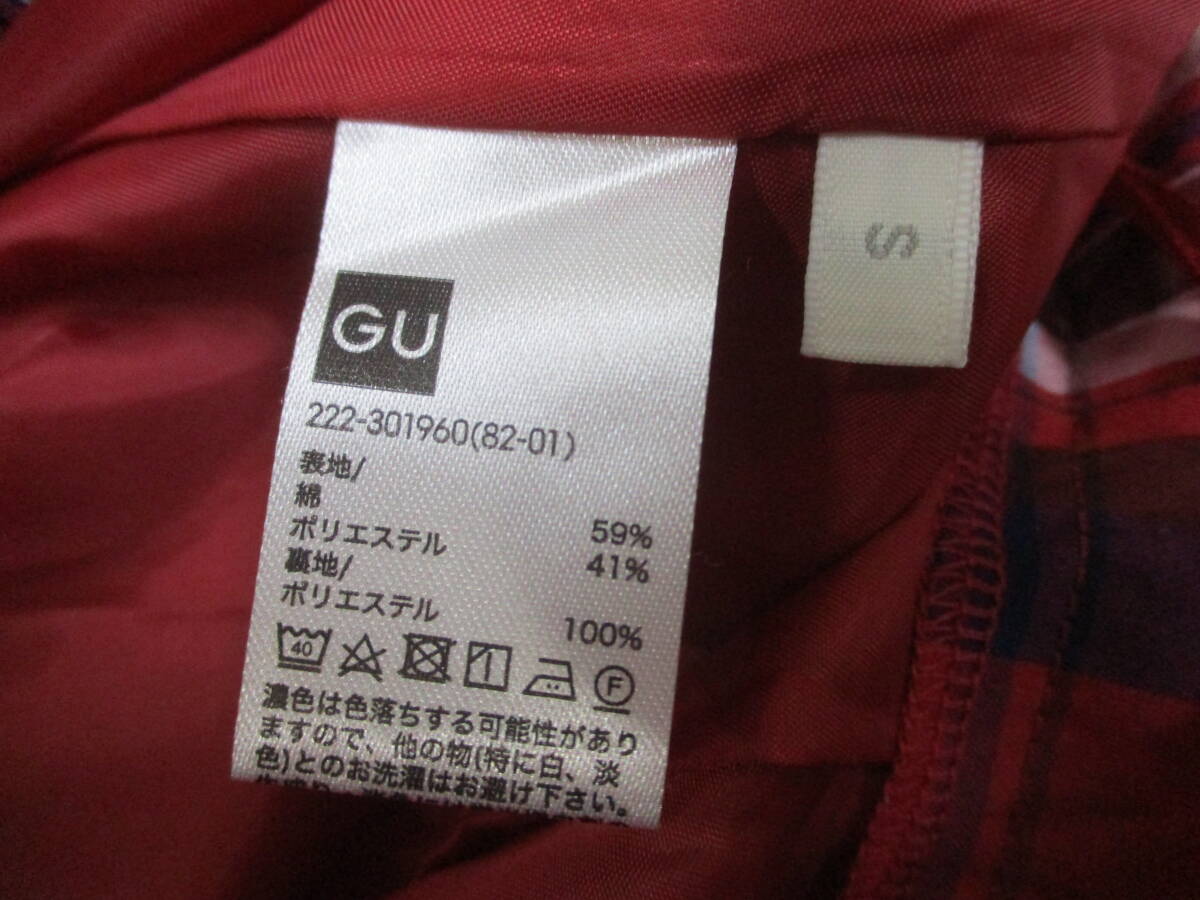 GU
222-301960(82-01)
表地/
綿 59%
ポリエステル 41%
裏地/
ポリエステル 100%
40
1
F
濃色は色落ちする可能性があり
ますので、他の物(特に白、淡
色)とのお洗濯はお避け下さい。
S